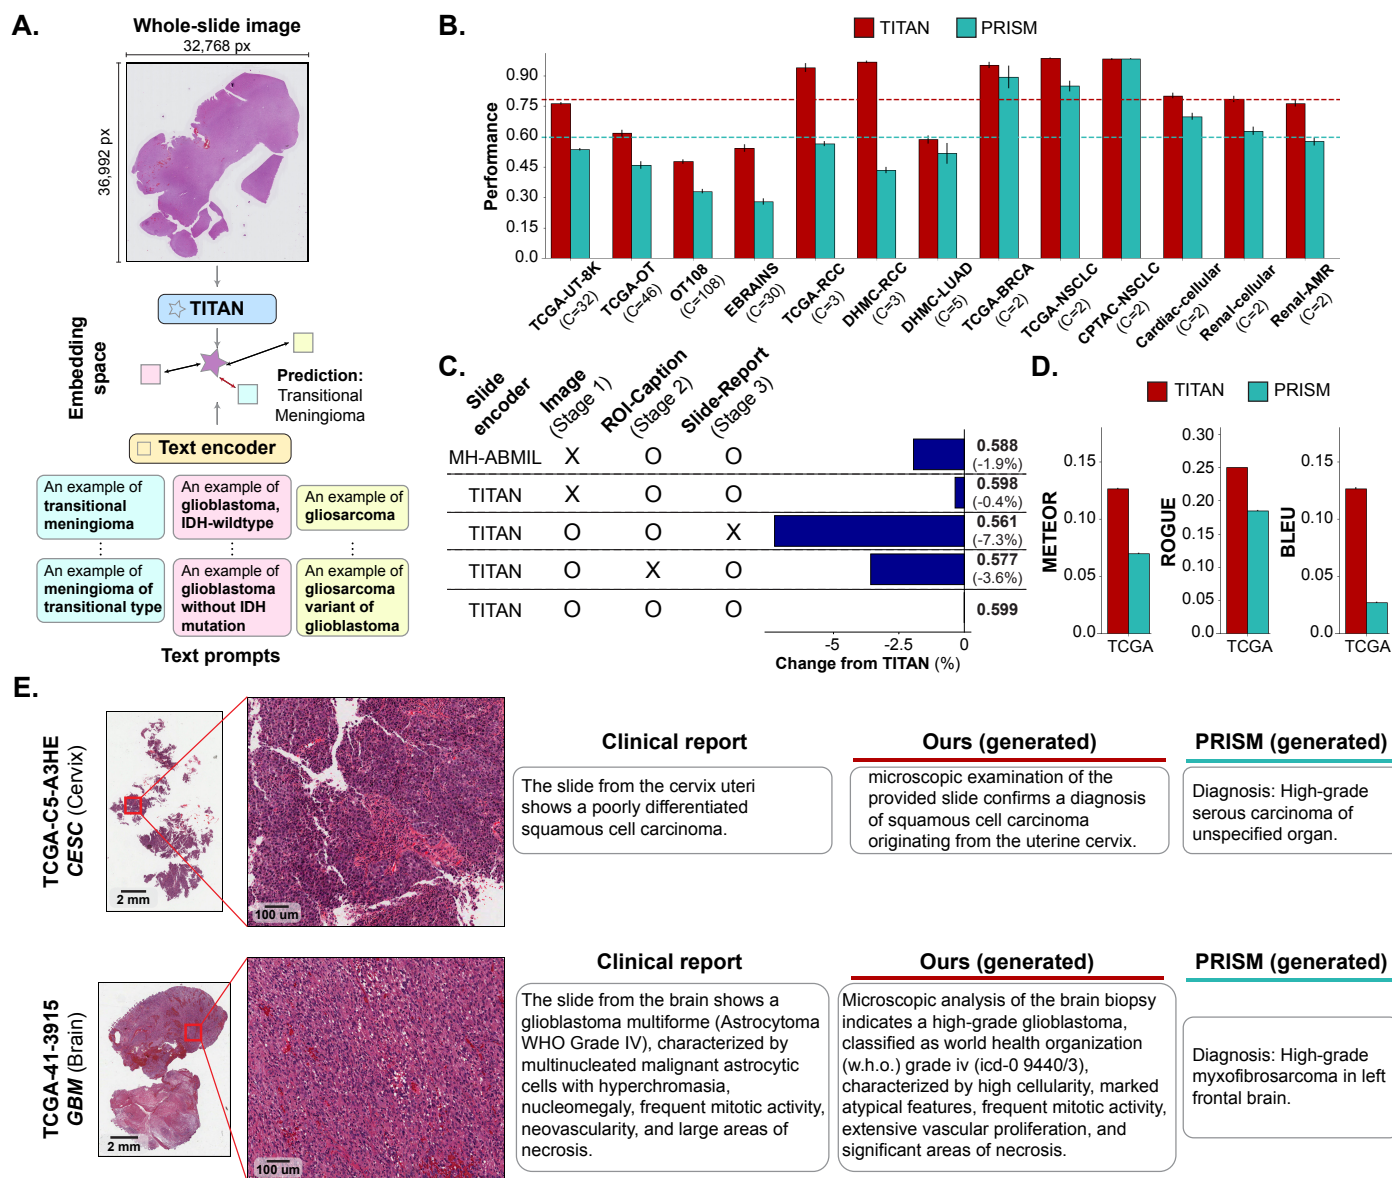 A.
Whole-slide image
32,768 px
36,992 px
TITAN
Embedding
space
Prediction:
Transitional
Meningioma
Text encoder
An example of
transitional
meningioma
An example of
glioblastoma,
IDH-wildtype
An example of
gliosarcoma
An example of
meningioma of
transitional type
An example of
glioblastoma
without IDH
mutation
An example of
gliosarcoma
variant of
glioblastoma
Text prompts
B.
TITAN
PRISM
Performance
0.90
0.75
0.60
0.45
0.30
0.15
0.0
TCGA-UT-8K
(C=32)
TCGA-OT
(C=46)
OT108
(C=108)
EBRAINS
(C=30)
TCGA-RCC
(C=3)
DHMC-RCC
(C=3)
DHMC-LUAD
(C=5)
TCGA-BRCA
(C=2)
TCGA-NSCLC
(C=2)
CPTAC-NSCLC
(C=2)
Cardiac-cellular
(C=2)
Renal-cellular
(C=2)
Renal-AMR
(C=2)
C.
Slide
encoder
Image
(Stage 1)
ROI-Caption
(Stage 2)
Slide-Report
(Stage 3)
MH-ABMIL X O O 0.588
(-1.9%)
TITAN X O O 0.598
(-0.4%)
TITAN O O X 0.561
(-7.3%)
TITAN O X O 0.577
(-3.6%)
TITAN O O O 0.599
-5 -2.5 0
Change from TITAN (%)
D.
TITAN
PRISM
METEOR
0.15
0.10
0.05
0.0
TCGA
ROGUE
0.30
0.25
0.20
0.15
0.10
0.05
0.0
TCGA
BLEU
0.15
0.10
0.05
0.0
TCGA
E.
TCGA-C5-A3HE
CESC (Cervix)
2 mm
100 um
Clinical report
The slide from the cervix uteri
shows a poorly differentiated
squamous cell carcinoma.
Ours (generated)
microscopic examination of the
provided slide confirms a diagnosis
of squamous cell carcinoma
originating from the uterine cervix.
PRISM (generated)
Diagnosis: High-grade
serous carcinoma of
unspecified organ.
TCGA-41-3915
GBM (Brain)
2 mm
100 um
Clinical report
The slide from the brain shows a
glioblastoma multiforme (Astrocytoma
WHO Grade IV), characterized by
multinucleated malignant astrocytic
cells with hyperchromasia,
nucleomegaly, frequent mitotic activity,
neovascularity, and large areas of
necrosis.
Ours (generated)
Microscopic analysis of the brain biopsy
indicates a high-grade glioblastoma,
classified as world health organization
(w.h.o.) grade iv (icd-0 9440/3),
characterized by high cellularity, marked
atypical features, frequent mitotic activity,
extensive vascular proliferation, and
significant areas of necrosis.
PRISM (generated)
Diagnosis: High-grade
myxofibrosarcoma in left
frontal brain.